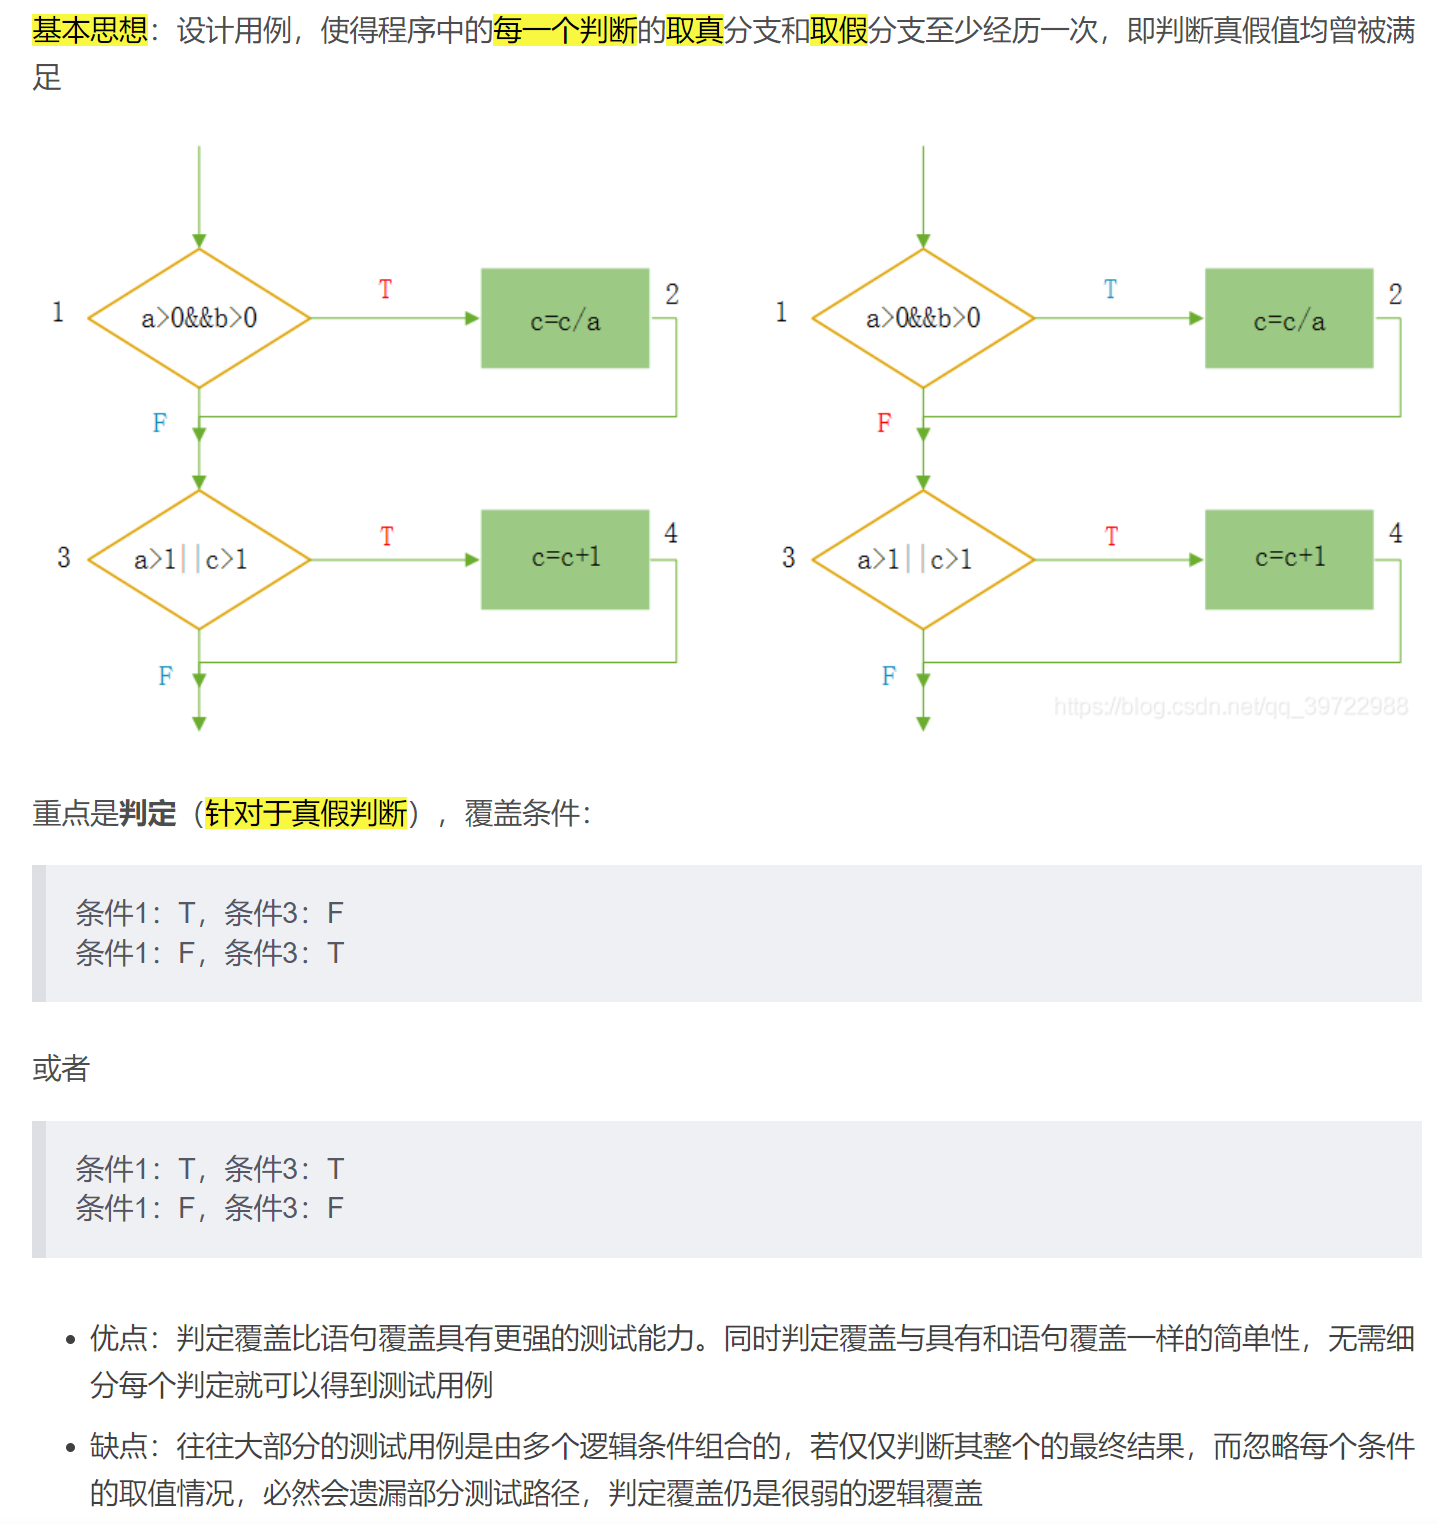 基本思想：设计用例，使得程序中的每一个判断的取真分支和取假分支至少经历一次，即判断真假值均曾被满
足
1
a>0&&b>0
T
c=c/a
2
F
3
a>1||c>1
T
c=c+1
4
F
1
a>0&&b>0
T
c=c/a
2
F
3
a>1||c>1
T
c=c+1
4
F
https://blog.csdn.net/qq_39722988
重点是判定（针对于真假判断），覆盖条件：
条件1：T，条件3：F
条件1：F，条件3：T
或者
条件1：T，条件3：T
条件1：F，条件3：F
• 优点：判定覆盖比语句覆盖具有更强的测试能力。同时判定覆盖与具有和语句覆盖一样的简单性，无需细
分每个判定就可以得到测试用例
• 缺点：往往大部分的测试用例是由多个逻辑条件组合的，若仅仅判断其整个的最终结果，而忽略每个条件
的取值情况，必然会遗漏部分测试路径，判定覆盖仍是很弱的逻辑覆盖